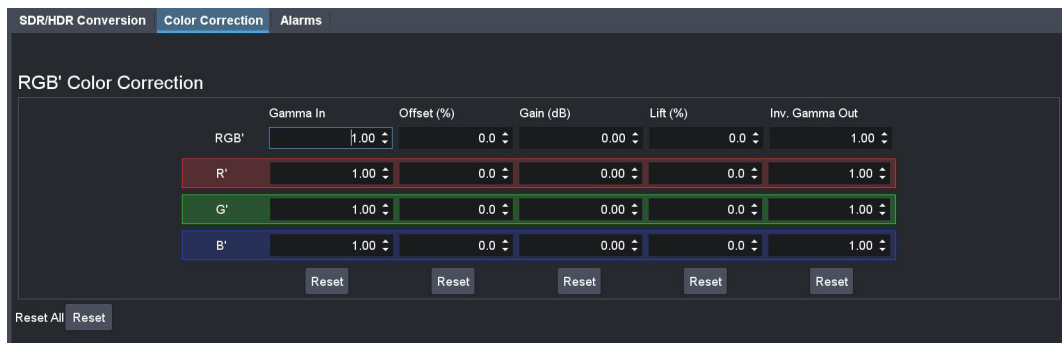 SDR/HDR Conversion Color Correction Alarms
RGB' Color Correction
Gamma In Offset (%) Gain (dB) Lift (%) Inv. Gamma Out
RGB' 1.00 0.0 0.00 0.0 1.00
R' 1.00 0.0 0.00 0.0 1.00
G' 1.00 0.0 0.00 0.0 1.00
B' 1.00 0.0 0.00 0.0 1.00
Reset Reset Reset Reset Reset
Reset All Reset